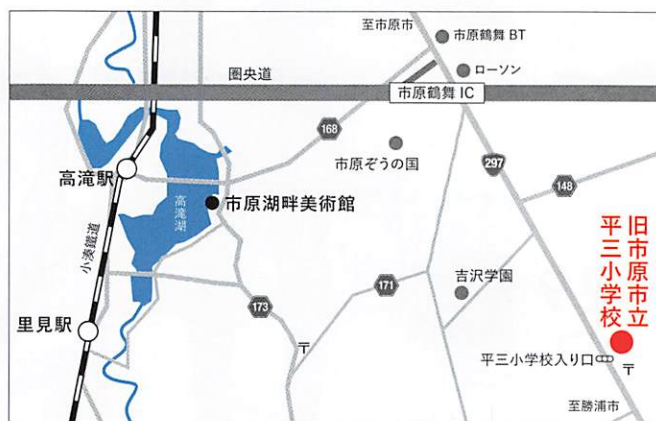 至市原市
市原鶴舞 BT
ローソン
圏央道
市原鶴舞 IC
168
市原ぞうの国
297
148
高滝駅
高滝湖
市原湖畔美術館
小湊鐵道
旧市原市立
平三小学校
171
吉沢学園
173
里見駅
〒
平三小学校入り口
〒
至勝浦市